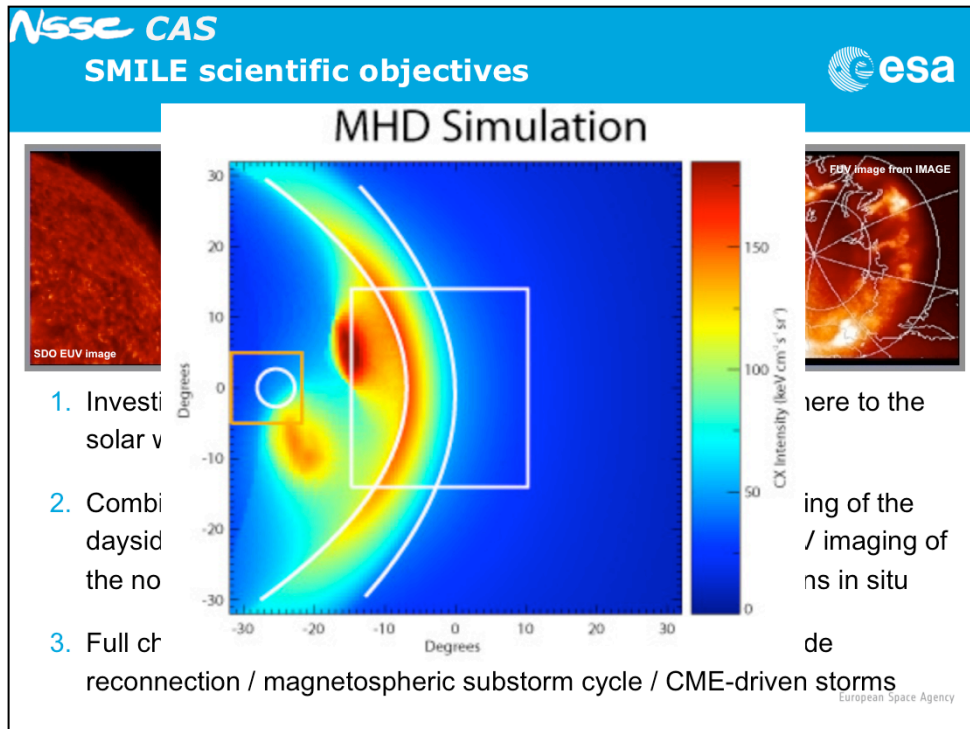 NSSC CAS
SMILE scientific objectives
esa
MHD Simulation
SDO EUV image
FUV image from IMAGE
30
20
10
0
-10
-20
-30
Degrees
-30 -20 -10 0 10 20 30
Degrees
150
100
50
0
CX Intensity (keV cm⁻² s⁻¹ sr⁻¹)
1. Investi here to the
solar w
2. Combi ing of the
daysid V imaging of
the no ns in situ
3. Full ch de
reconnection / magnetospheric substorm cycle / CME-driven storms
European Space Agency